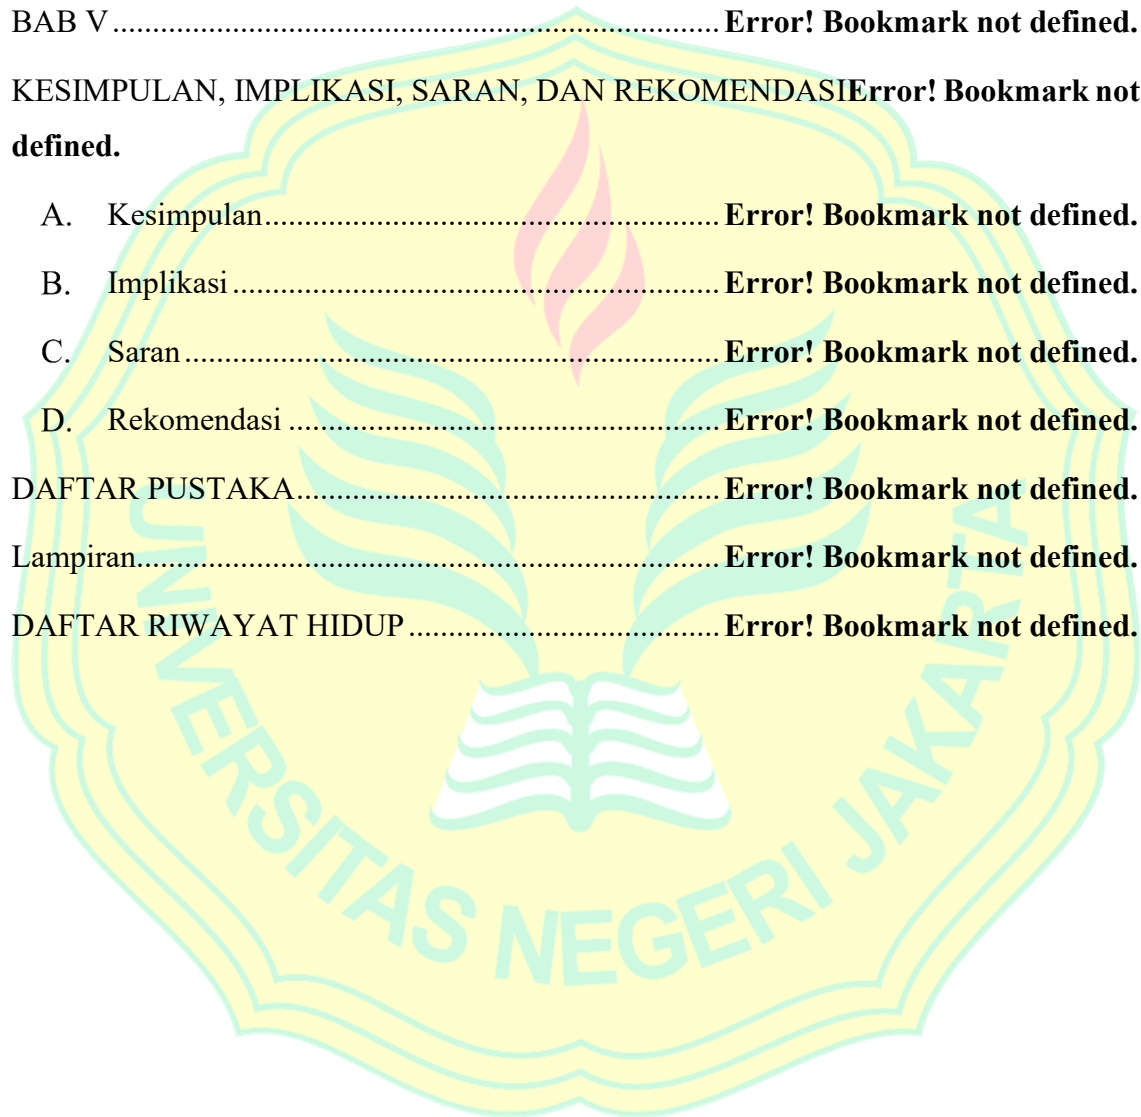 BAB V............................................................................ Error! Bookmark not defined.
KESIMPULAN, IMPLIKASI, SARAN, DAN REKOMENDASIError! Bookmark not
defined.
A. Kesimpulan......................................................... Error! Bookmark not defined.
B. Implikasi ............................................................. Error! Bookmark not defined.
C. Saran ................................................................... Error! Bookmark not defined.
D. Rekomendasi ...................................................... Error! Bookmark not defined.
DAFTAR PUSTAKA..................................................... Error! Bookmark not defined.
Lampiran......................................................................... Error! Bookmark not defined.
DAFTAR RIWAYAT HIDUP ....................................... Error! Bookmark not defined.
UNIVERSITAS NEGERI JAKARTA